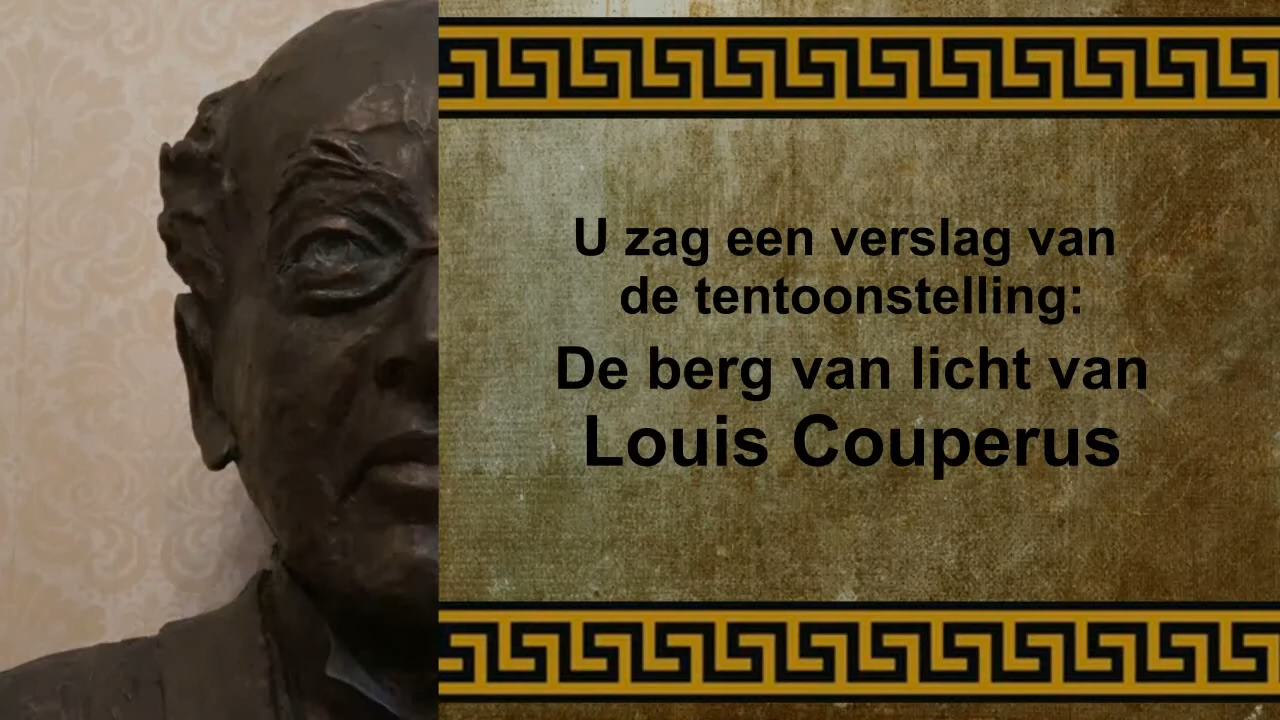 U zag een verslag van
de tentoonstelling:
De berg van licht van
Louis Couperus